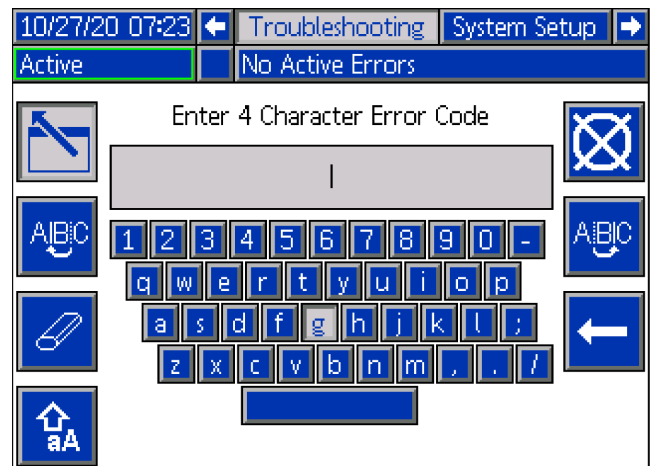 10/27/20 07:23 Troubleshooting System Setup
Active No Active Errors
Enter 4 Character Error Code
ABC ABC
1 2 3 4 5 6 7 8 9 0 -
q w e r t y u i o p
a s d f g h j k l ;
z x c v b n m , . /
aA